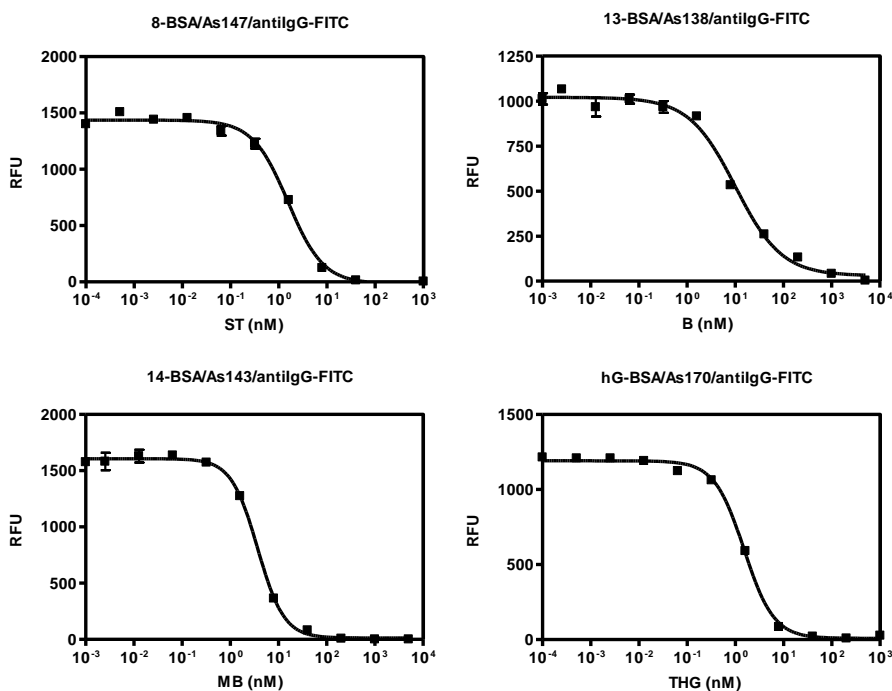 8-BSA/As147/antiIgG-FITC
2000
1500
1000
500
0
RFU
10⁻⁴ 10⁻³ 10⁻² 10⁻¹ 10⁰ 10¹ 10² 10³
ST (nM)
13-BSA/As138/antiIgG-FITC
1250
1000
750
500
250
0
RFU
10⁻³ 10⁻² 10⁻¹ 10⁰ 10¹ 10² 10³ 10⁴
B (nM)
14-BSA/As143/antiIgG-FITC
2000
1500
1000
500
0
RFU
10⁻³ 10⁻² 10⁻¹ 10⁰ 10¹ 10² 10³ 10⁴
MB (nM)
hG-BSA/As170/antiIgG-FITC
1500
1000
500
0
RFU
10⁻⁴ 10⁻³ 10⁻² 10⁻¹ 10⁰ 10¹ 10² 10³
THG (nM)